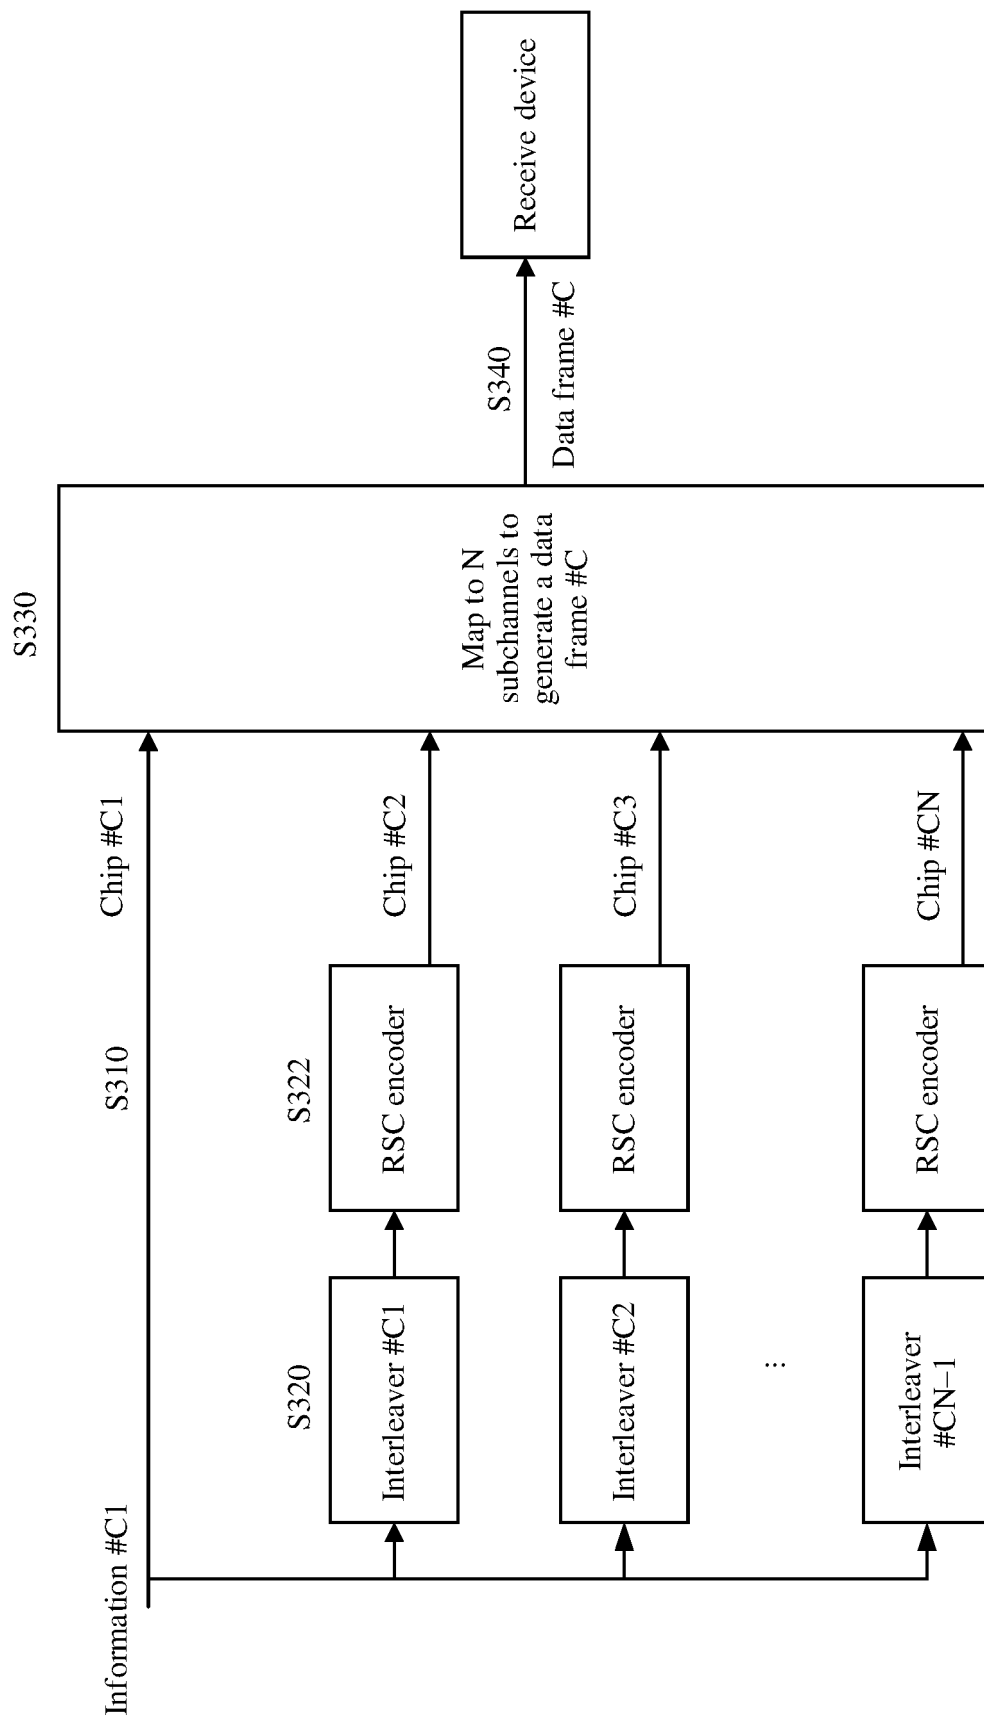 Information #C1
S310
Chip #C1
S320
Interleaver #C1
S322
RSC encoder
Chip #C2
Interleaver #C2
RSC encoder
Chip #C3
...
Interleaver
#CN–1
RSC encoder
Chip #CN
S330
Map to N
subchannels to
generate a data
frame #C
S340
Data frame #C
Receive device